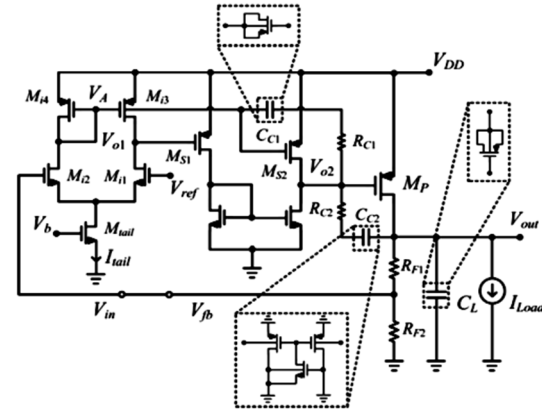 V_DD
M_i4
V_A
M_i3
C_C1
V_o1
M_S1
R_C1
M_S2
V_o2
M_P
M_i2
M_i1
V_ref
R_C2
C_C2
V_b
M_tail
I_tail
V_out
R_F1
C_L
I_Load
V_in
V_fb
R_F2